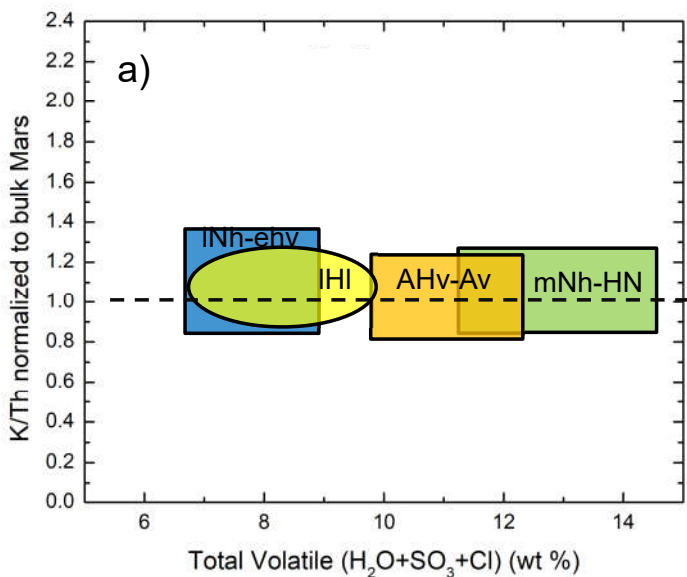 a)
K/Th normalized to bulk Mars
2.4
2.2
2.0
1.8
1.6
1.4
1.2
1.0
0.8
0.6
0.4
0.2
0.0
lNh-ehv
lHl
AHv-Av
mNh-HN
6 8 10 12 14
Total Volatile (H₂O+SO₃+Cl) (wt %)